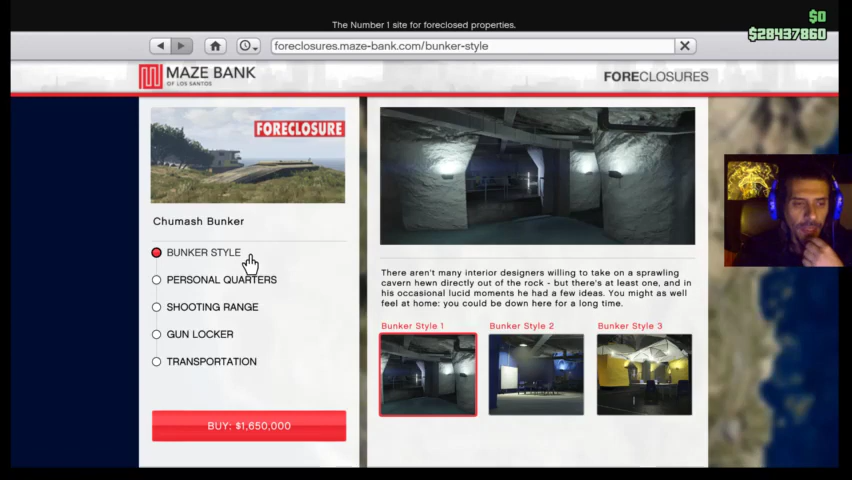 The Number 1 site for foreclosed properties.
$0
$28437860
foreclosures.maze-bank.com/bunker-style
MAZE BANK
OF LOS SANTOS
FORECLOSURES
FORECLOSURE
Chumash Bunker
BUNKER STYLE
PERSONAL QUARTERS
SHOOTING RANGE
GUN LOCKER
TRANSPORTATION
BUY: $1,650,000
There aren't many interior designers willing to take on a sprawling
cavern hewn directly out of the rock - but there's at least one, and in
his occasional lucid moments he had a few ideas. You might as well
feel at home: you could be down here for a long time.
Bunker Style 1
Bunker Style 2
Bunker Style 3